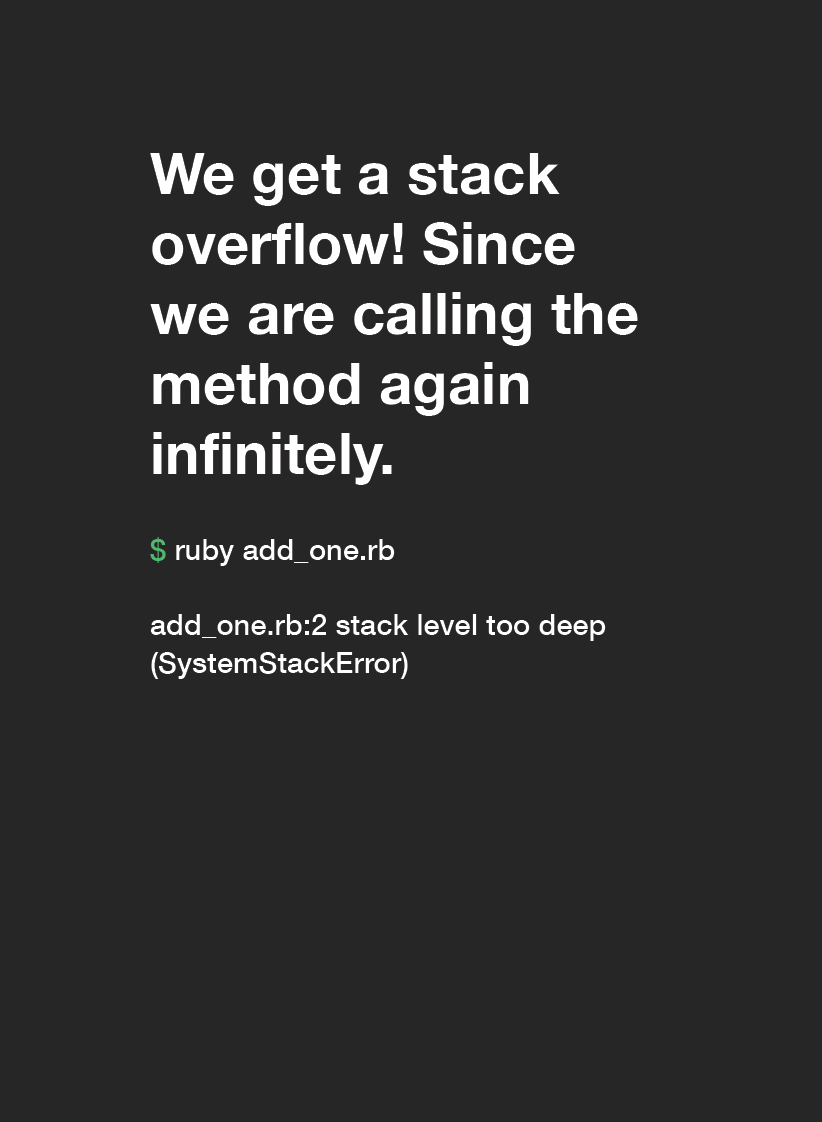 We get a stack
overflow! Since
we are calling the
method again
infinitely.
$ ruby add_one.rb
add_one.rb:2 stack level too deep
(SystemStackError)